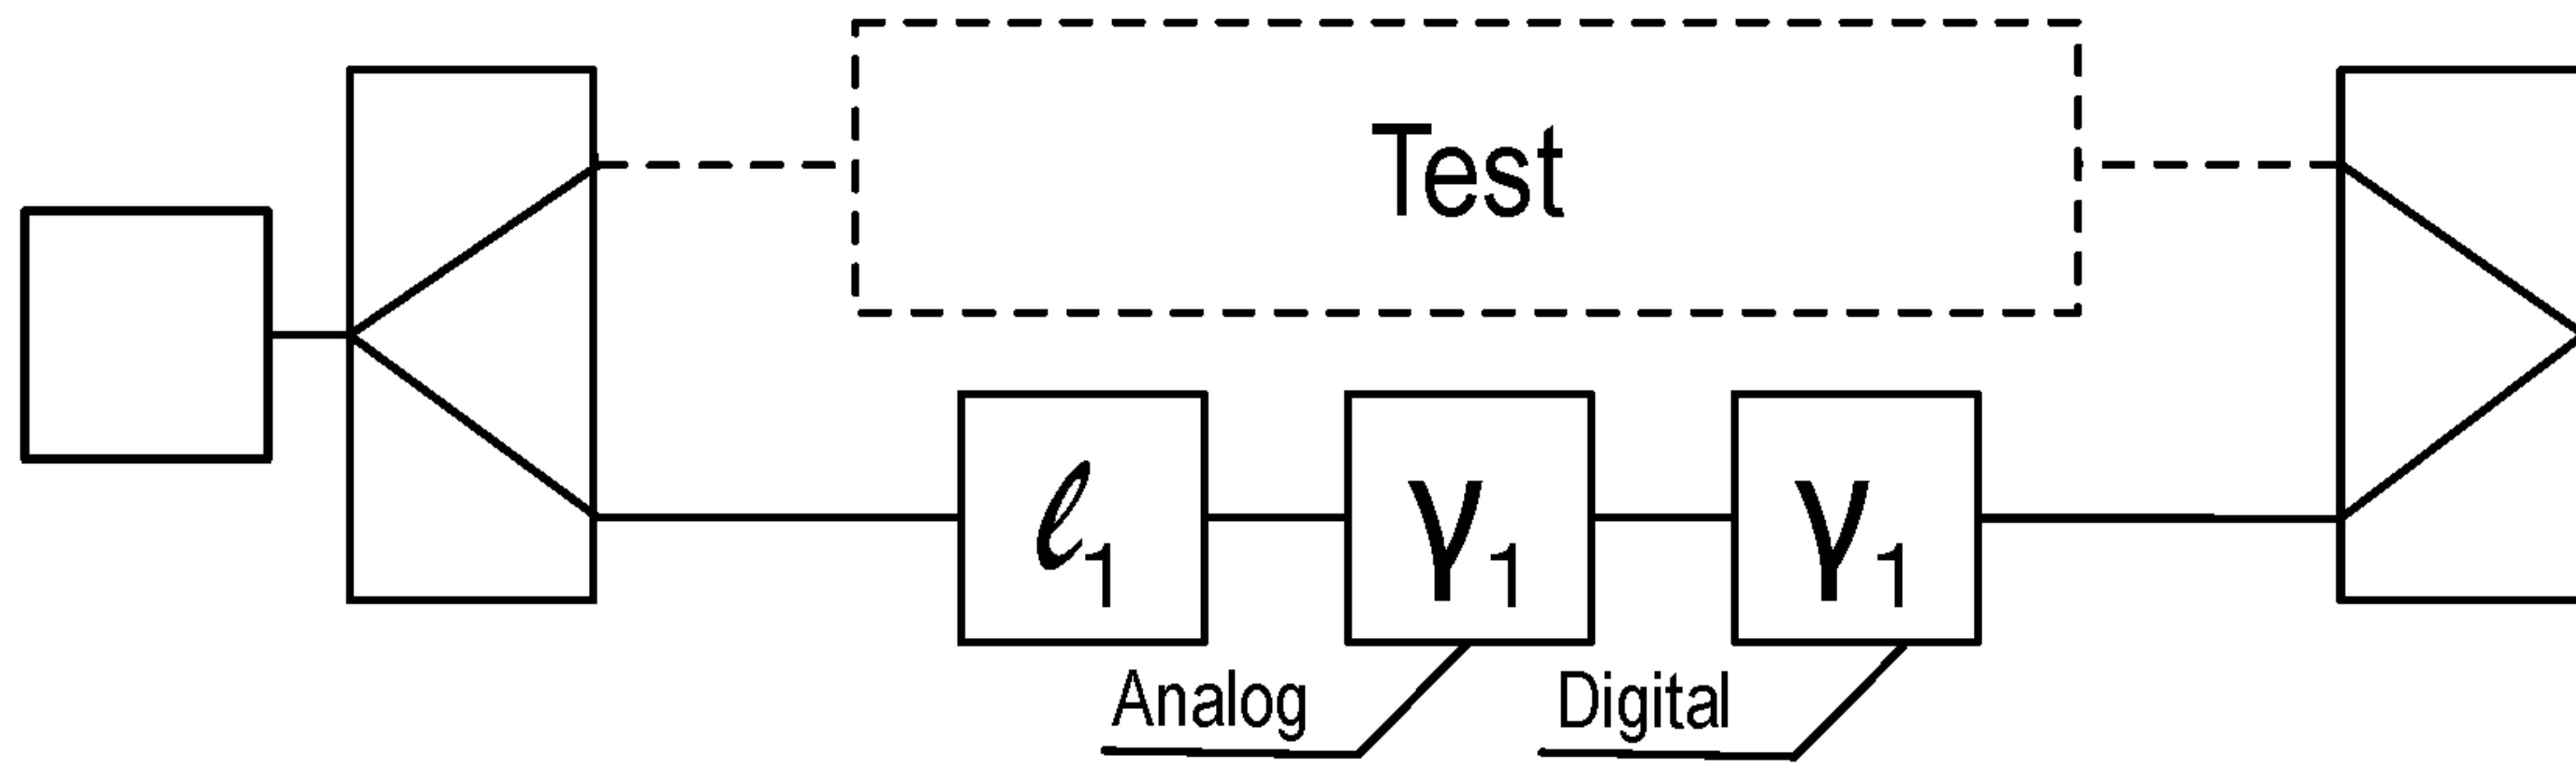 Test
ℓ₁
γ₁
γ₁
Analog
Digital